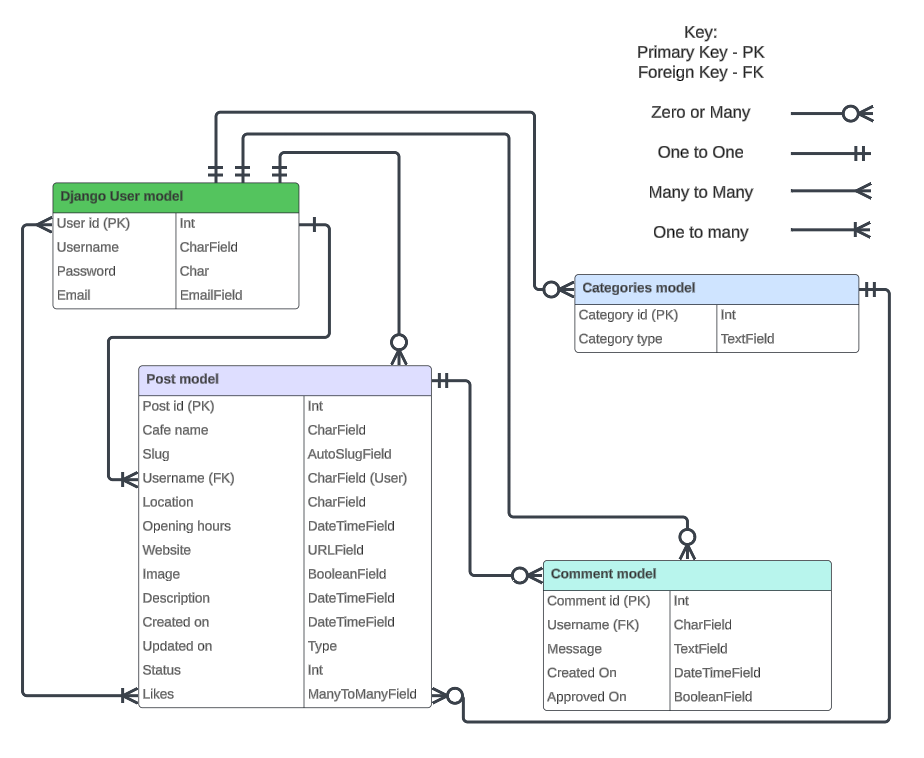 Key:
Primary Key - PK
Foreign Key - FK
Zero or Many
One to One
Many to Many
One to many
Django User model
User id (PK) Int
Username CharField
Password Char
Email EmailField
Categories model
Category id (PK) Int
Category type TextField
Post model
Post id (PK) Int
Cafe name CharField
Slug AutoSlugField
Username (FK) CharField (User)
Location CharField
Opening hours DateTimeField
Website URLField
Image BooleanField
Description DateTimeField
Created on DateTimeField
Updated on Type
Status Int
Likes ManyToManyField
Comment model
Comment id (PK) Int
Username (FK) CharField
Message TextField
Created On DateTimeField
Approved On BooleanField